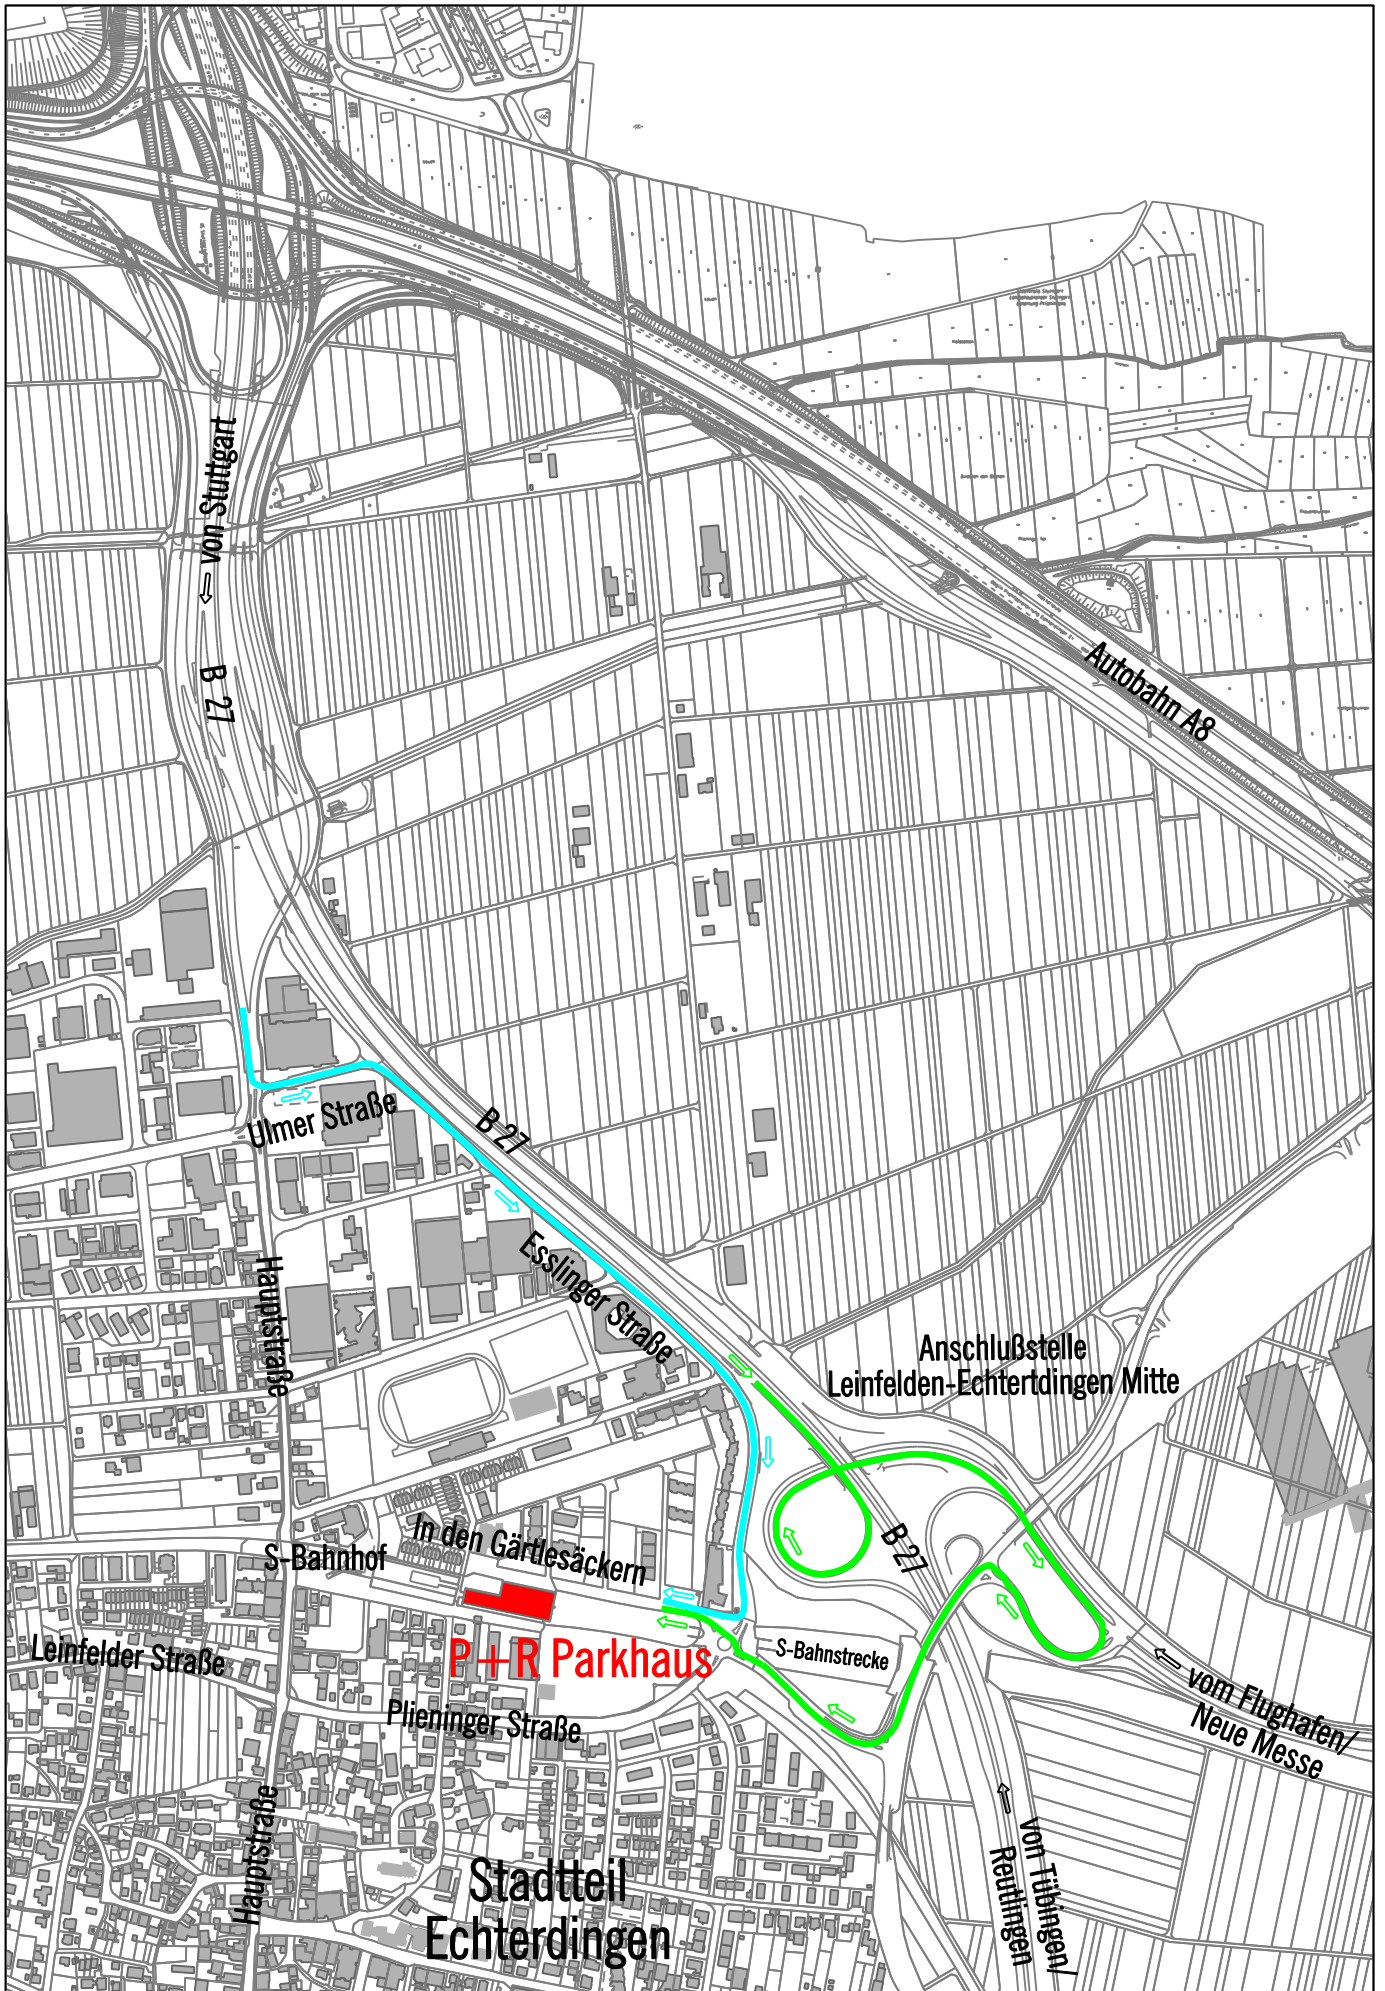 von Stuttgart
B 27
Autobahn A8
Ulmer Straße
B 27
Esslinger Straße
Hauptstraße
Anschlußstelle
Leinfelden-Echtertdingen Mitte
In den Gärtlesäckern
B 27
S-Bahnhof
P+R Parkhaus
S-Bahnstrecke
Leinfelder Straße
Plieninger Straße
vom Flughafen/
Neue Messe
Hauptstraße
von Tübingen/
Reutlingen
Stadtteil
Echterdingen